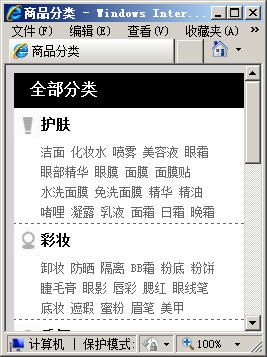 商品分类 - Windows Inter...
文件(F) 编辑(E) 查看(V) 收藏夹(A) »
商品分类
全部分类
护肤
洁面 化妆水 喷雾 美容液 眼霜
眼部精华 眼膜 面膜 面膜贴
水洗面膜 免洗面膜 精华 精油
啫哩 凝露 乳液 面霜 日霜 晚霜
彩妆
卸妆 防晒 隔离 BB霜 粉底 粉饼
睫毛膏 眼影 唇彩 腮红 眼线笔
底妆 遮瑕 蜜粉 眉笔 美甲
计算机 | 保护模式: 100%